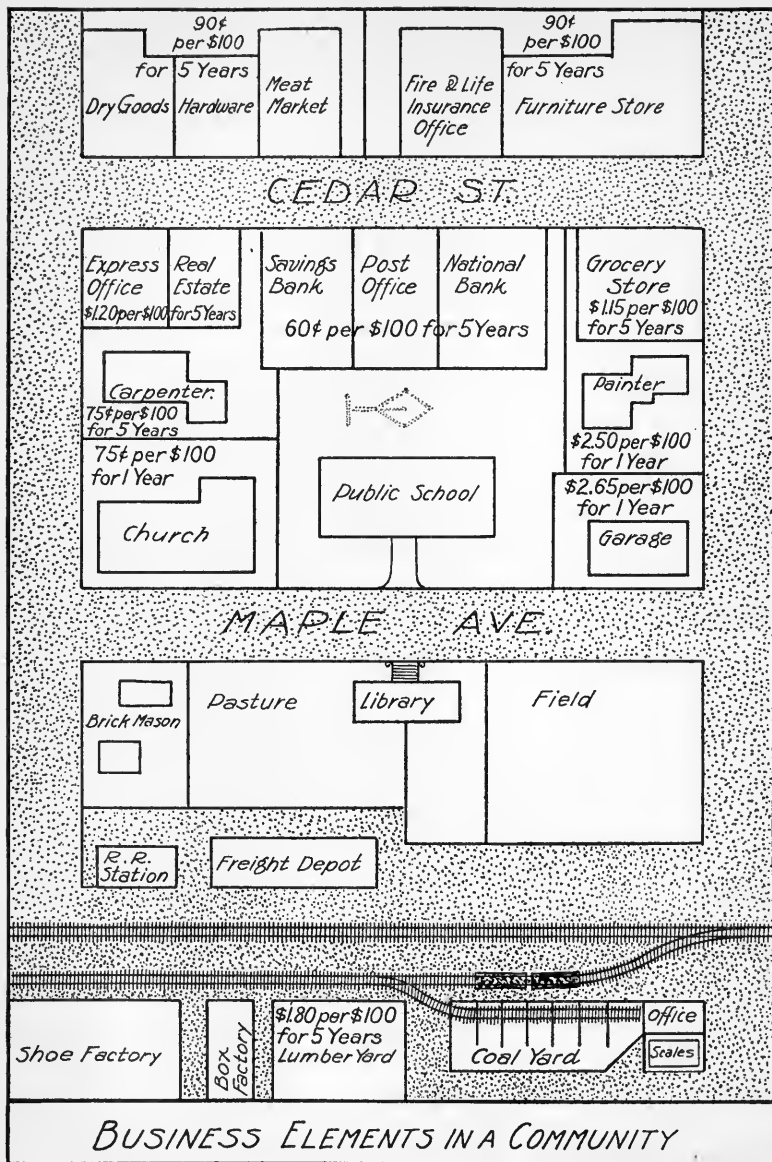 90¢
per $100
for 5 Years
Dry Goods
Hardware
Meat
Market
90¢
per $100
for 5 Years
Fire & Life
Insurance
Office
Furniture Store
CEDAR ST.
Express
Office
Real
Estate
$1.20 per $100 for 5 Years
Savings
Bank
Post
Office
National
Bank
60¢ per $100 for 5 Years
Grocery
Store
$1.15 per $100
for 5 Years
Carpenter.
75¢ per $100
for 5 Years
Painter
$2.50 per $100
for 1 Year
75¢ per $100
for 1 Year
Church
Public School
$2.65 per $100
for 1 Year
Garage
MAPLE AVE.
Brick Mason
Pasture
Library
Field
R. R.
Station
Freight Depot
Shoe Factory
Box
Factory
$1.80 per $100
for 5 Years
Lumber Yard
Coal Yard
Office
Scales
BUSINESS ELEMENTS IN A COMMUNITY